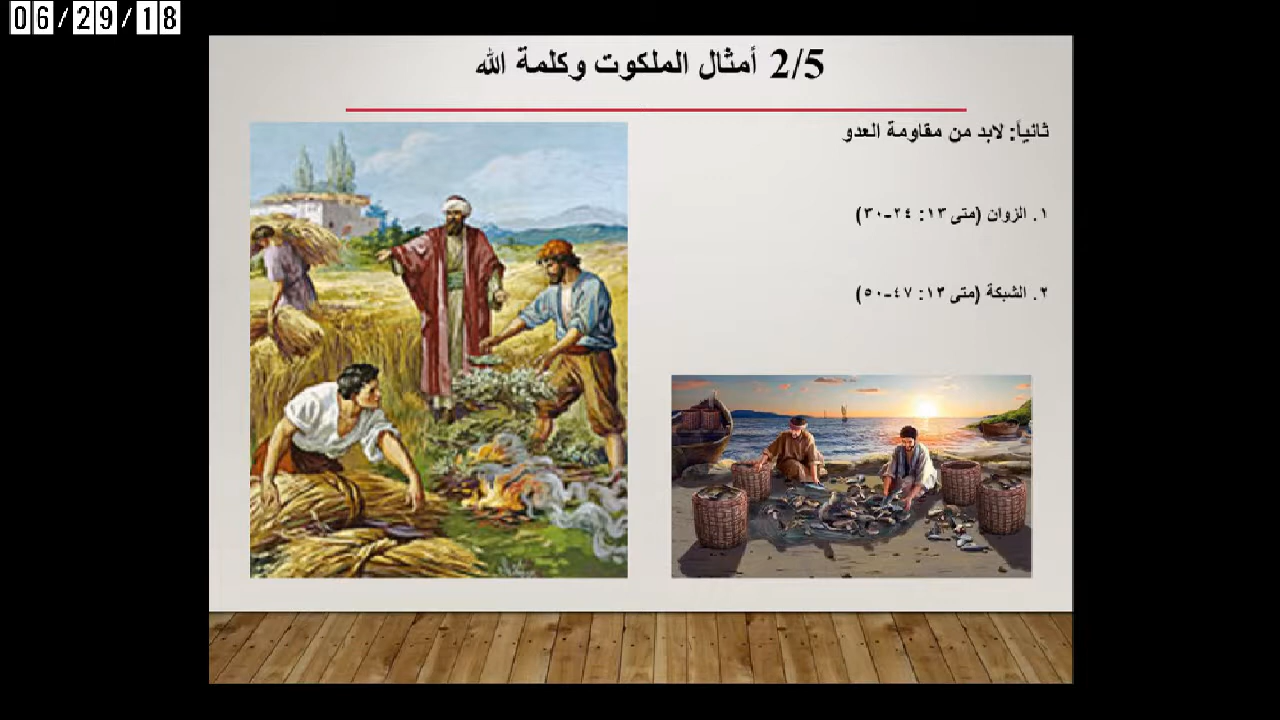 06/29/18
2/5 أمثال الملكوت وكلمة الله
ثانياً: لابد من مقاومة العدو
١. الزوان (متى ١٣: ٢٤-٣٠)
٢. الشبكة (متى ١٣: ٤٧-٥٠)